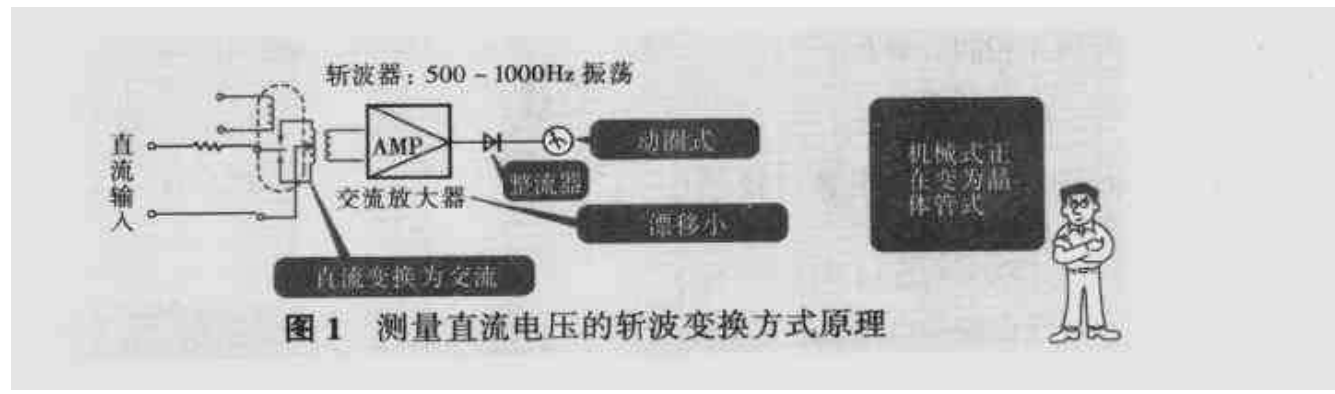 斩波器：500～1000Hz 振荡
直流输入
AMP
动圈式
整流器
交流放大器
漂移小
直流变换为交流
机械式正
在变为晶
体管式
图 1 测量直流电压的斩波变换方式原理